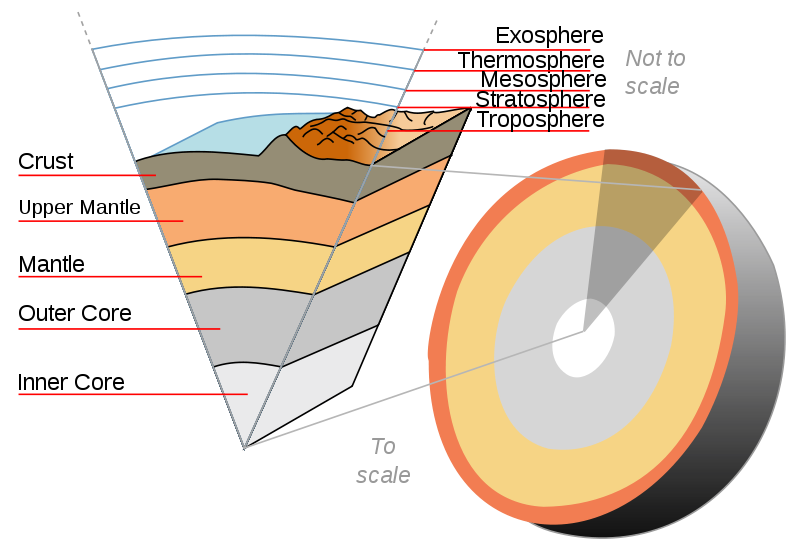 Exosphere
Thermosphere
Mesosphere
Stratosphere
Troposphere
Not to
scale
Crust
Upper Mantle
Mantle
Outer Core
Inner Core
To
scale